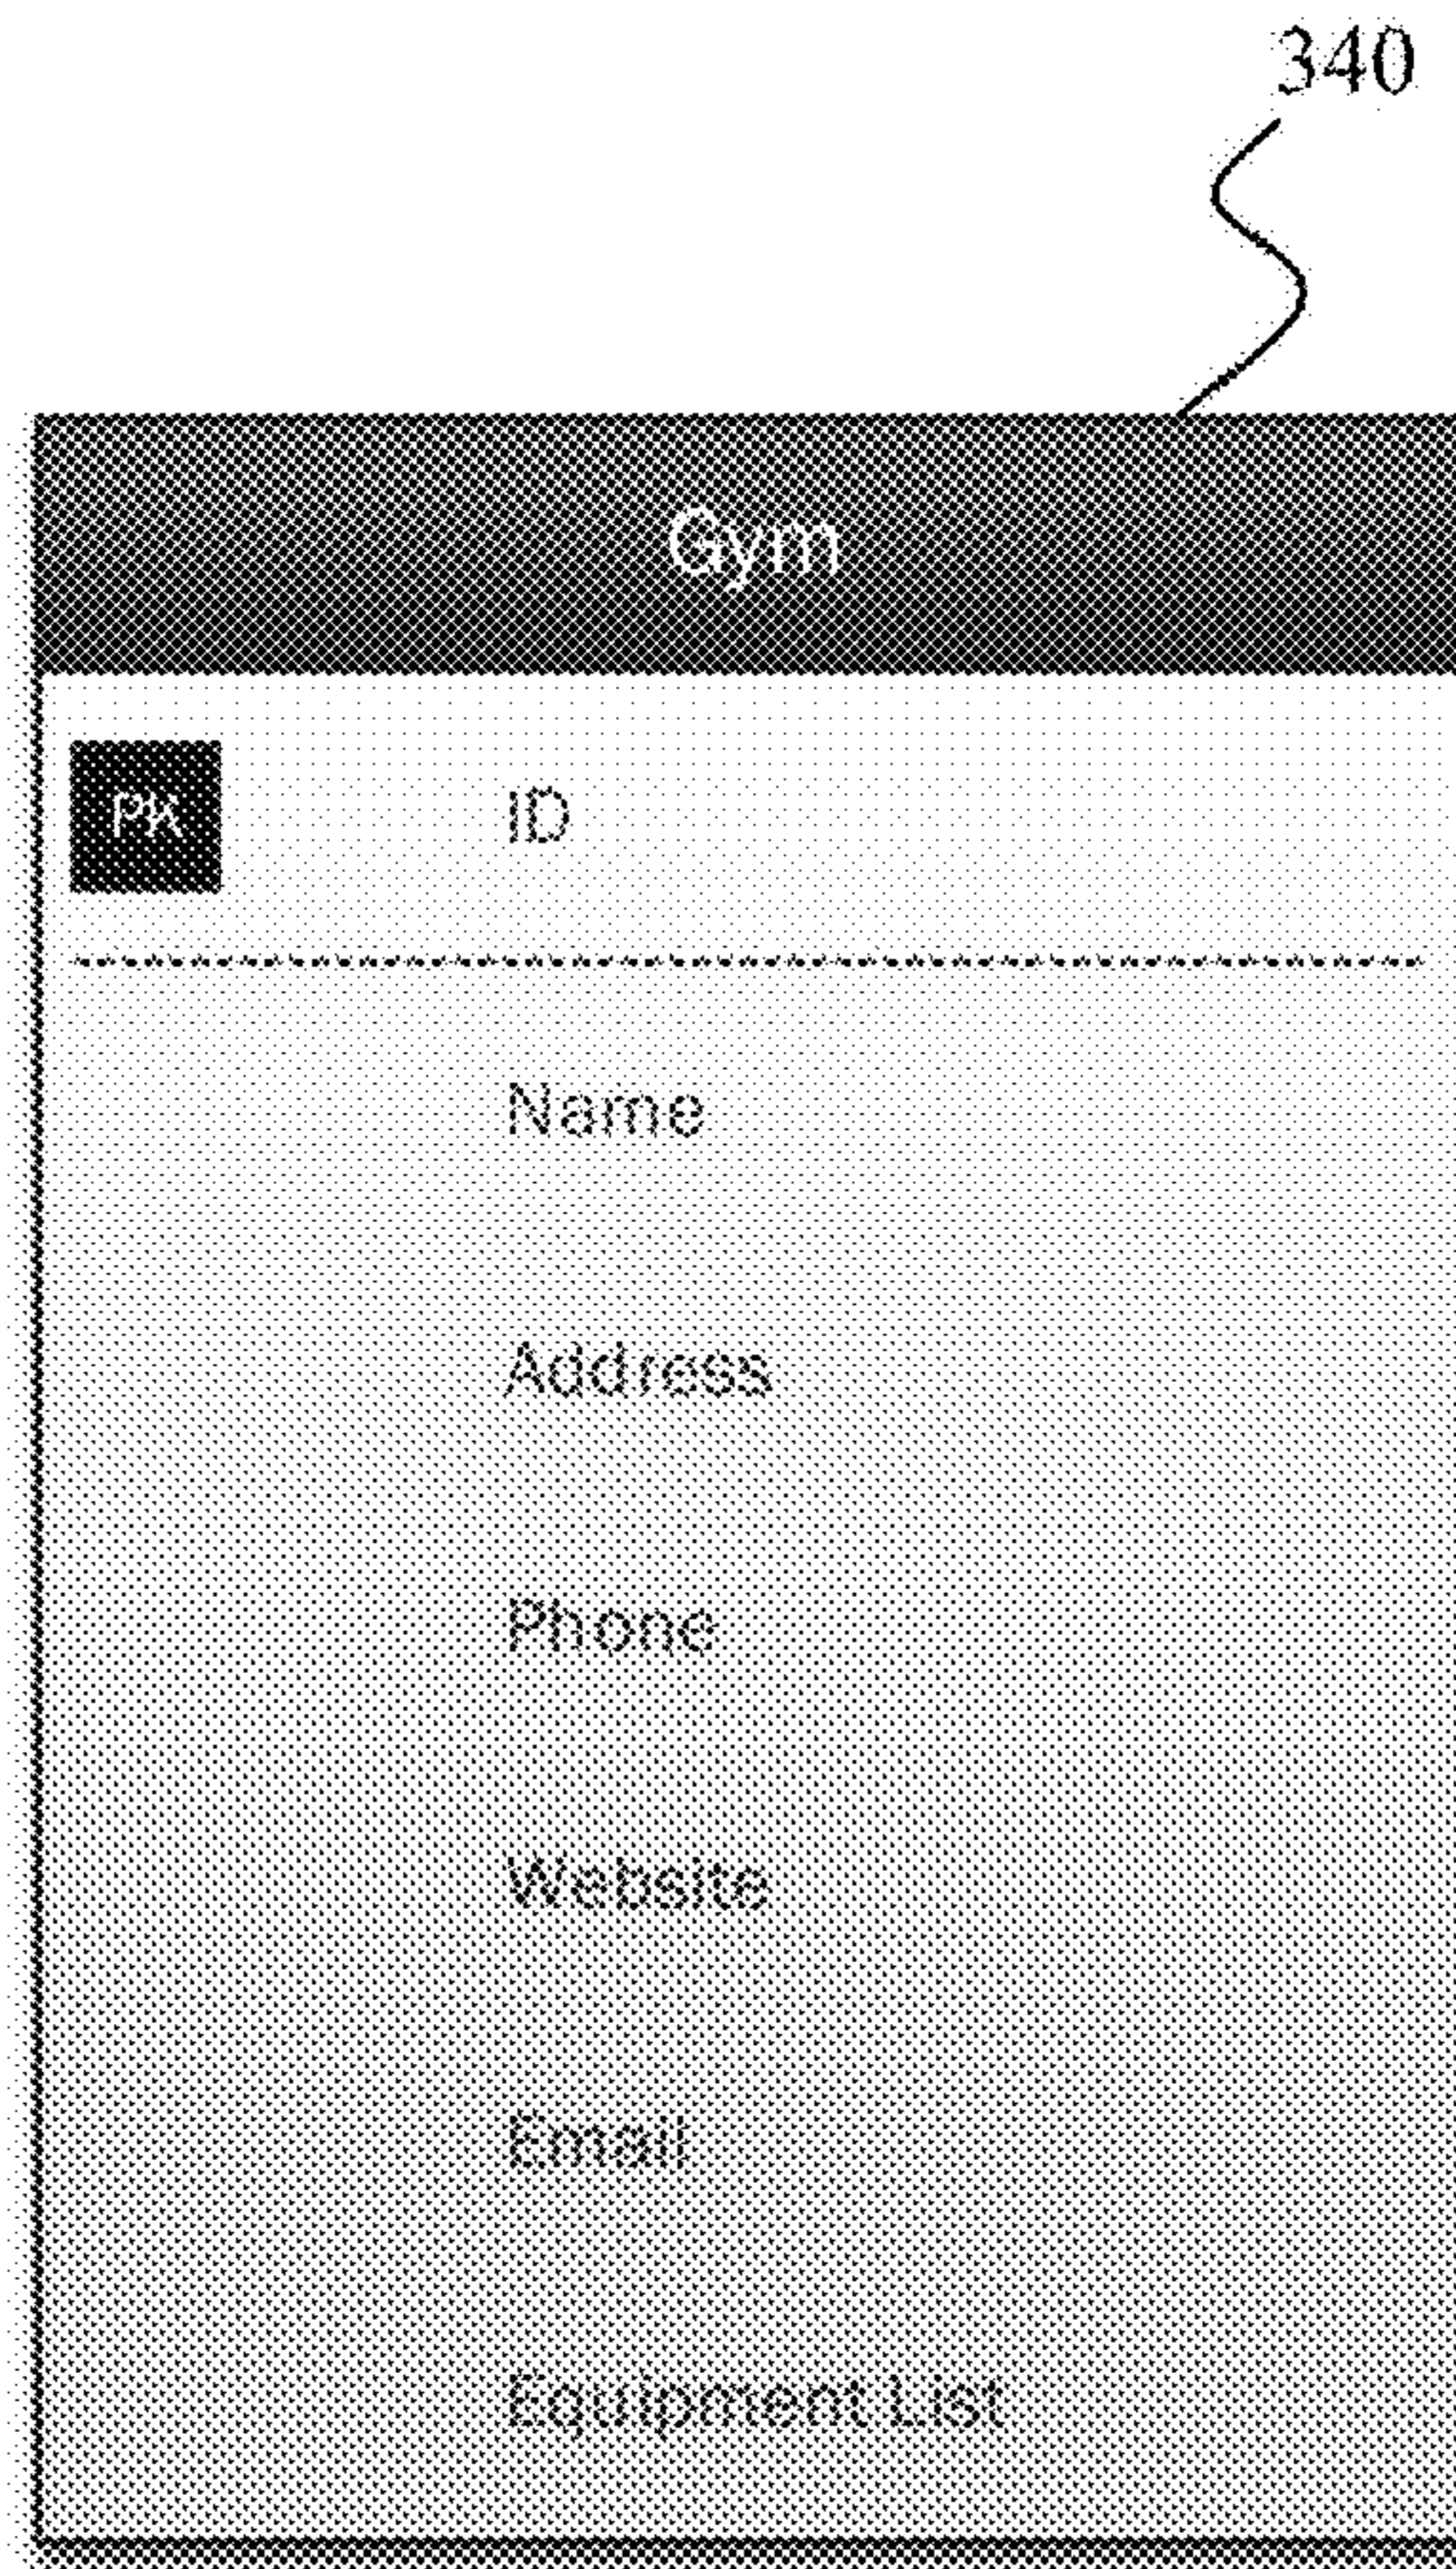 340
Gym
PK ID
Name
Address
Phone
Website
Email
Equipment List